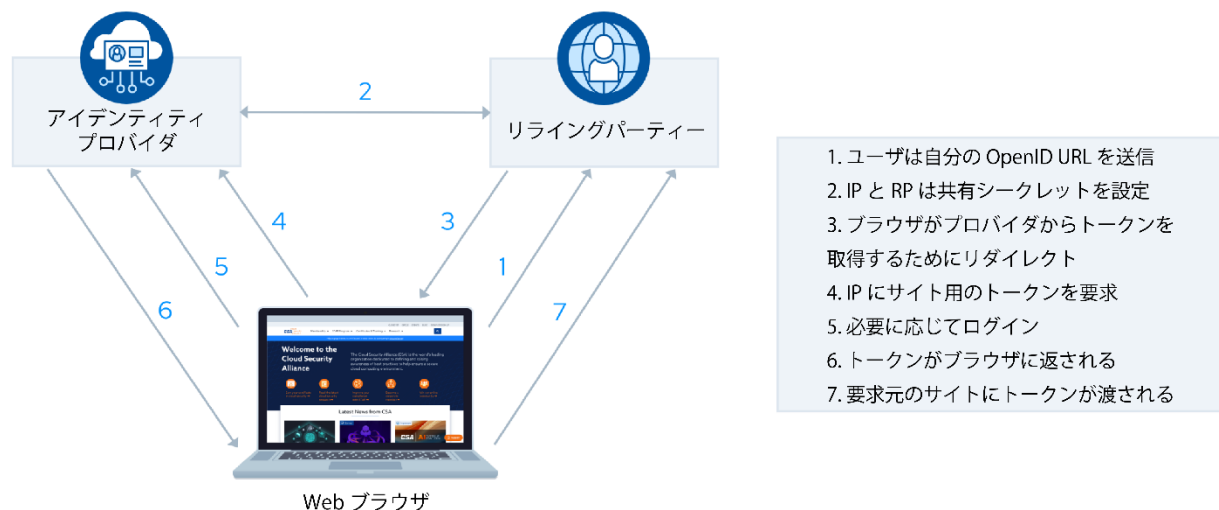 アイデンティティ
プロバイダ
2
リライングパーティー
4
3
5
1
6
7
Welcome to the
Cloud Security
Alliance
Latest News from CSA
Web ブラウザ
1. ユーザは自分の OpenID URL を送信
2. IP と RP は共有シークレットを設定
3. ブラウザがプロバイダからトークンを
取得するためにリダイレクト
4. IP にサイト用のトークンを要求
5. 必要に応じてログイン
6. トークンがブラウザに返される
7. 要求元のサイトにトークンが渡される